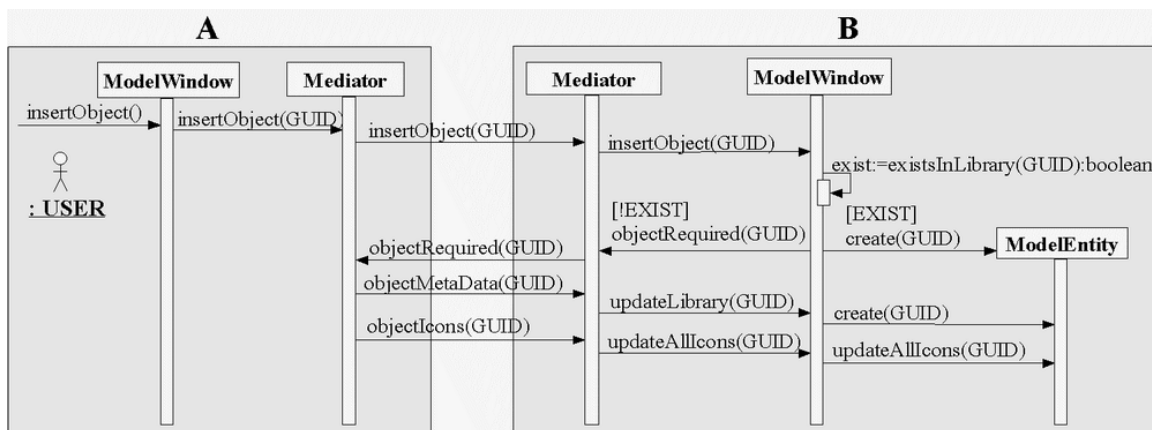 A
B
ModelWindow
Mediator
Mediator
ModelWindow
insertObject()
insertObject(GUID)
insertObject(GUID)
insertObject(GUID)
exist:=existsInLibrary(GUID):boolean
: USER
[!EXIST]
[EXIST]
objectRequired(GUID)
objectRequired(GUID)
create(GUID)
ModelEntity
objectMetaData(GUID)
updateLibrary(GUID)
create(GUID)
objectIcons(GUID)
updateAllIcons(GUID)
updateAllIcons(GUID)